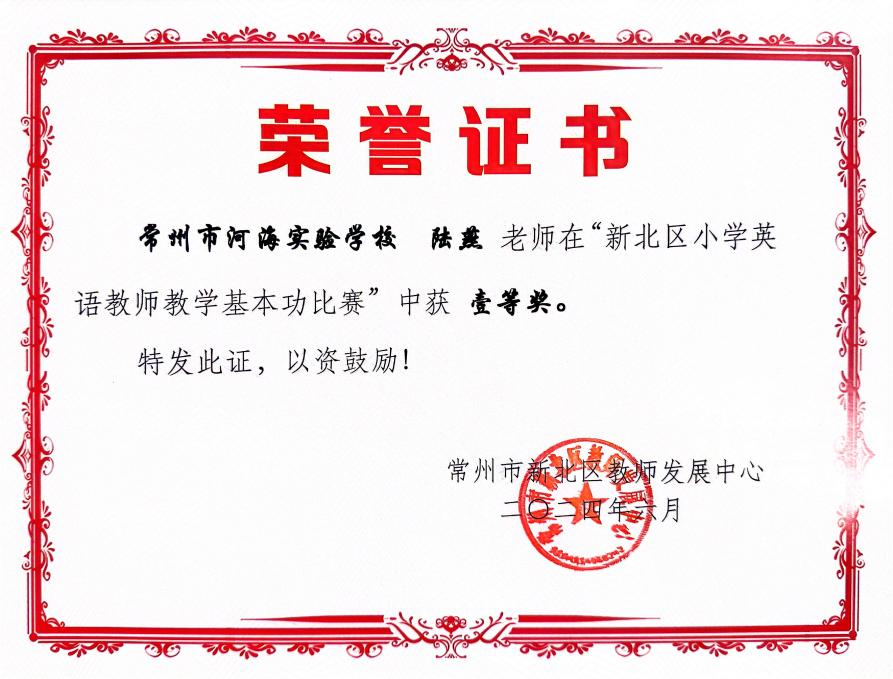 荣誉证书
常州市河海实验学校 陆燕 老师在“新北区小学英
语教师教学基本功比赛”中获 壹等奖。
特发此证，以资鼓励！
常州市新北区教师发展中心
二〇二四年六月